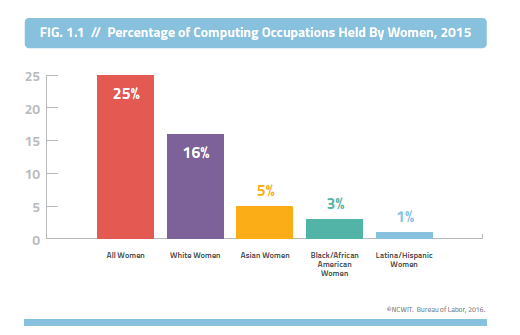 FIG. 1.1 // Percentage of Computing Occupations Held By Women, 2015
25
20
15
10
5
0
25%
16%
5%
3%
1%
All Women
White Women
Asian Women
Black/African
American
Women
Latina/Hispanic
Women
©NCWIT. Bureau of Labor, 2016.